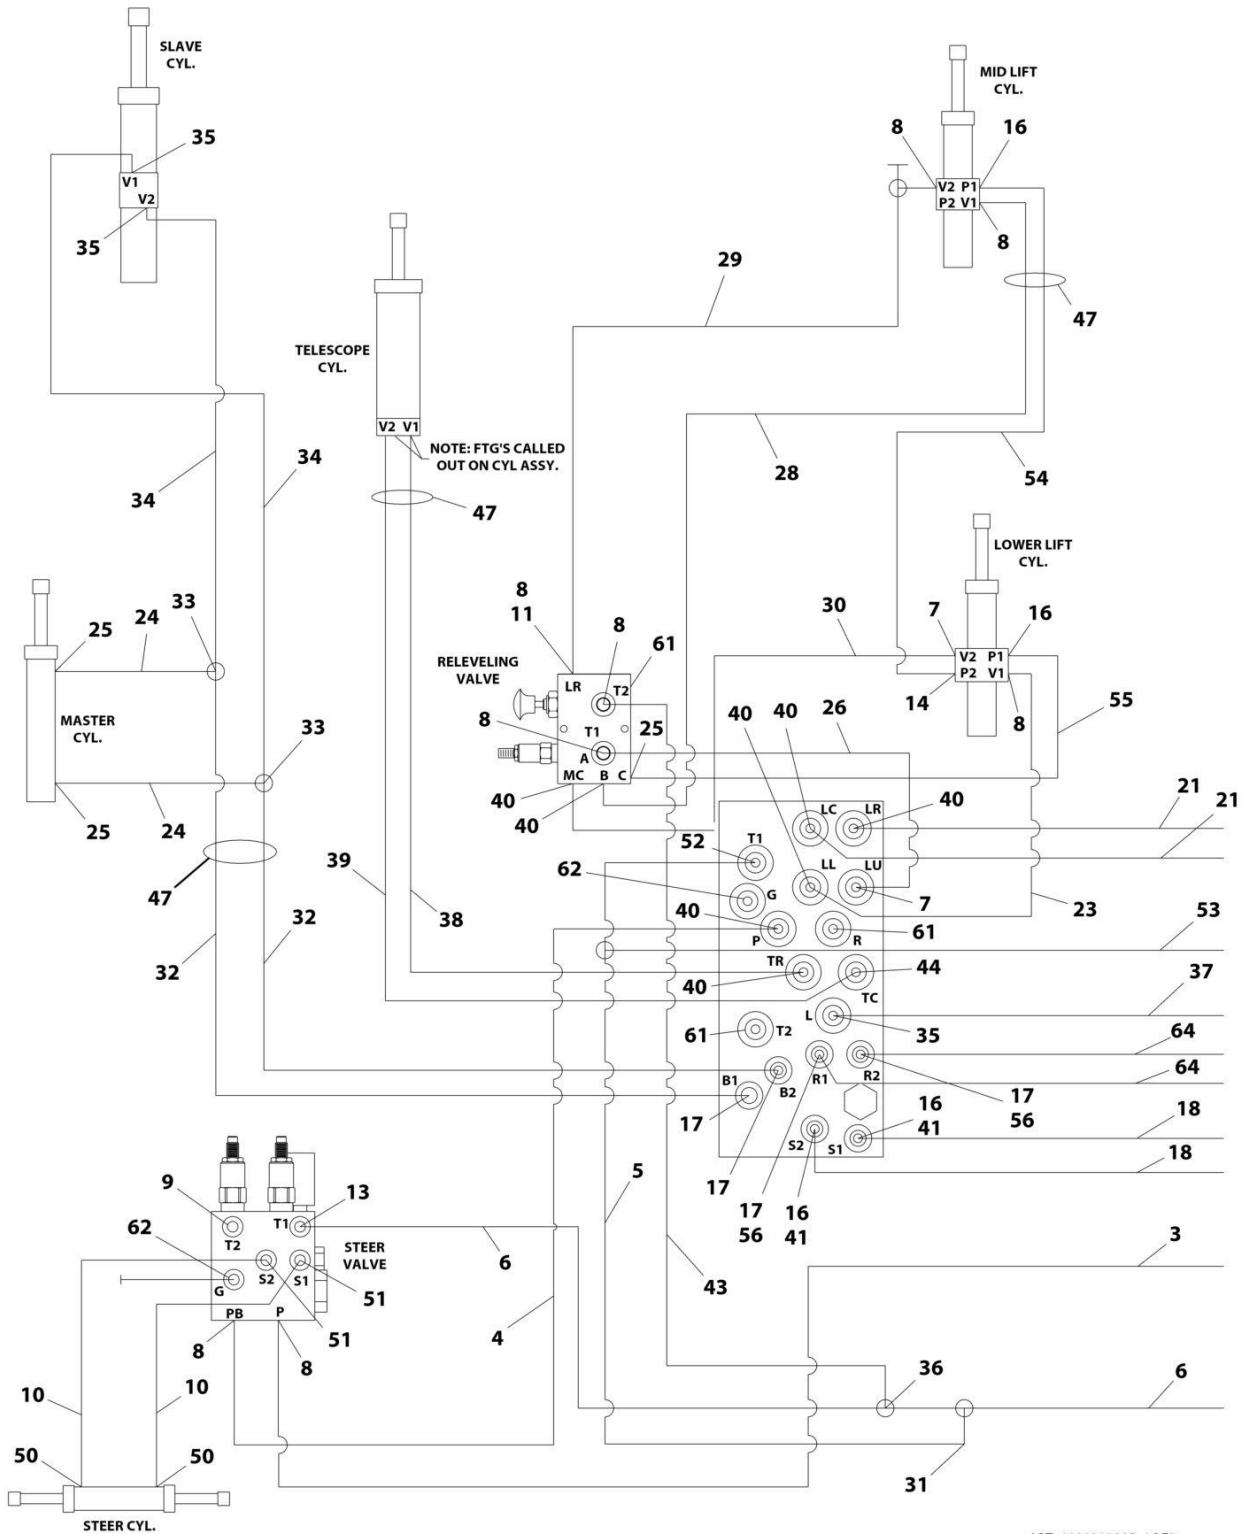 SLAVE
CYL.
35
V1
V2
35
MID LIFT
CYL.
8
16
V2 P1
P2 V1
8
47
29
TELESCOPE
CYL.
V2 V1
NOTE: FTG'S CALLED
OUT ON CYL ASSY.
47
28
54
34
34
LOWER LIFT
CYL.
33
24
25
MASTER
CYL.
33
25
24
47
8
11
8
61
RELEVELING
VALVE
LR
T2
T1
8
A
MC B C
25
40
40
30
7
16
V2 P1
P2 V1
14
8
55
26
40
40
LC LR
40
21
21
T1
52
LL LU
62
G
7
23
40
P
R
61
53
39
38
32
32
TR
40
44
TC
37
L
35
61
T2
64
R1
R2
64
B1
B2
17
17
56
16
41
18
S2
S1
18
17
17
56
16
41
9
13
62
T1
T2
STEER
VALVE
S2 S1
G
51
PB P
51
8
8
6
5
4
43
3
10
10
36
6
50
50
31
STEER CYL.